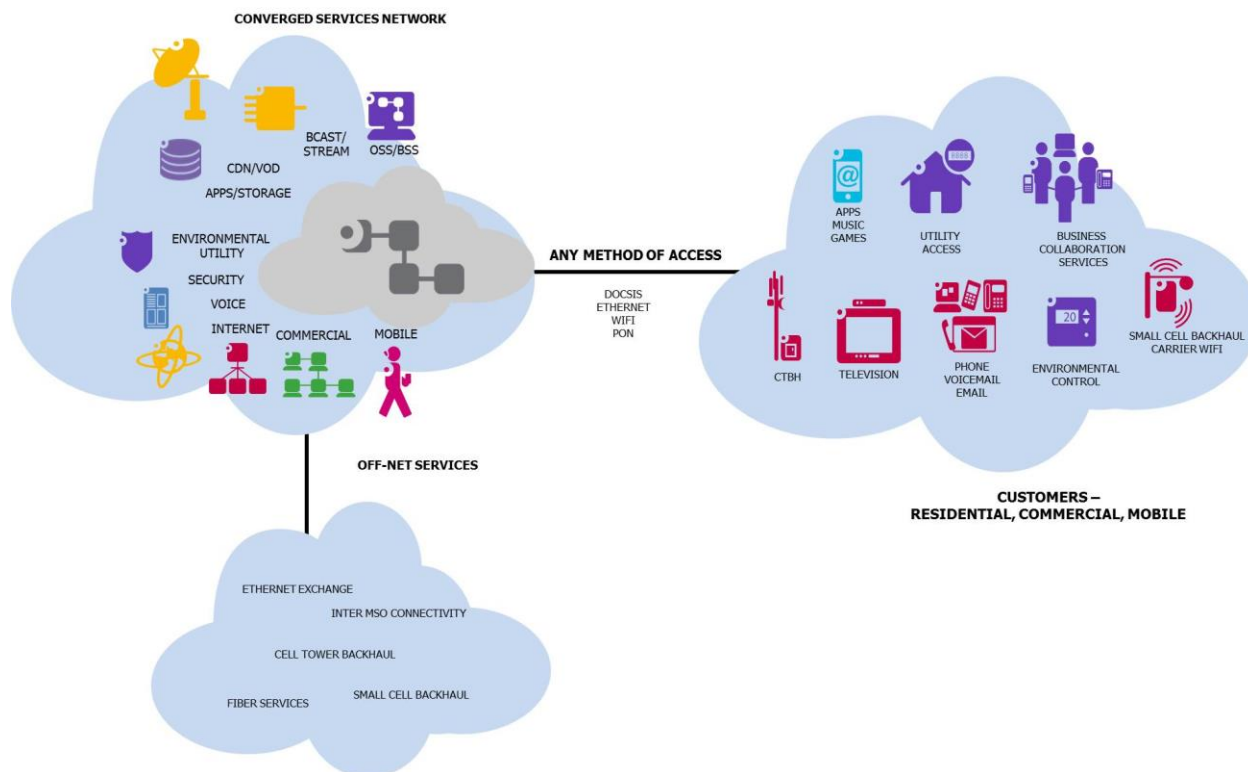 CONVERGED SERVICES NETWORK
BCAST/
STREAM
OSS/BSS
CDN/VOD
APPS/STORAGE
ENVIRONMENTAL
UTILITY
SECURITY
VOICE
INTERNET
COMMERCIAL
MOBILE
ANY METHOD OF ACCESS
DOCSIS
ETHERNET
WIFI
PON
@
APPS
MUSIC
GAMES
8888
UTILITY
ACCESS
BUSINESS
COLLABORATION
SERVICES
CTBH
TELEVISION
PHONE
VOICEMAIL
EMAIL
20
ENVIRONMENTAL
CONTROL
SMALL CELL BACKHAUL
CARRIER WIFI
CUSTOMERS –
RESIDENTIAL, COMMERCIAL, MOBILE
OFF-NET SERVICES
ETHERNET EXCHANGE
INTER MSO CONNECTIVITY
CELL TOWER BACKHAUL
SMALL CELL BACKHAUL
FIBER SERVICES